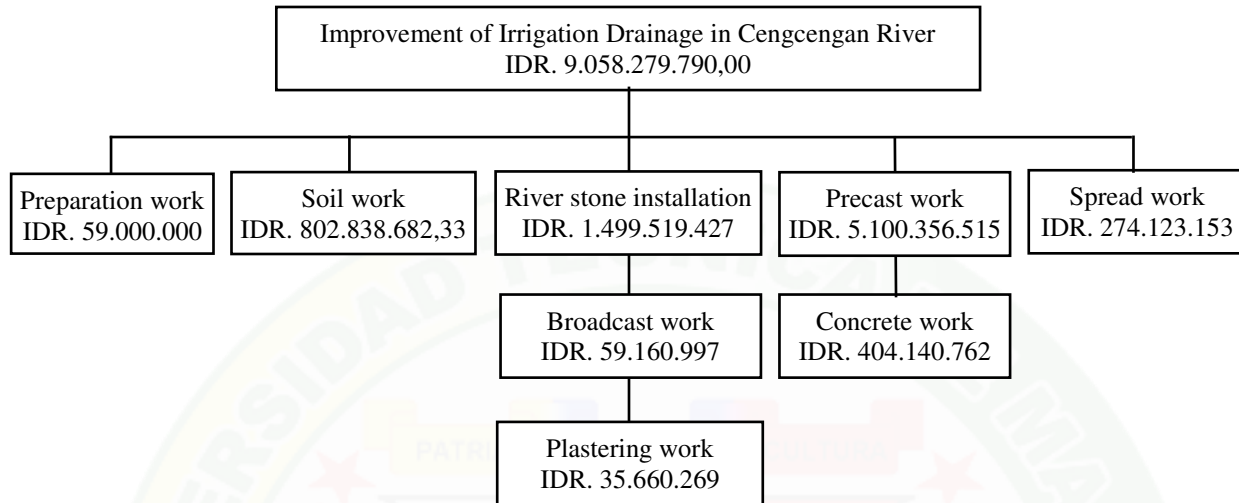 Improvement of Irrigation Drainage in Cengcengan River
IDR. 9.058.279.790,00
Preparation work
IDR. 59.000.000
Soil work
IDR. 802.838.682,33
River stone installation
IDR. 1.499.519.427
Precast work
IDR. 5.100.356.515
Spread work
IDR. 274.123.153
Broadcast work
IDR. 59.160.997
Concrete work
IDR. 404.140.762
Plastering work
IDR. 35.660.269